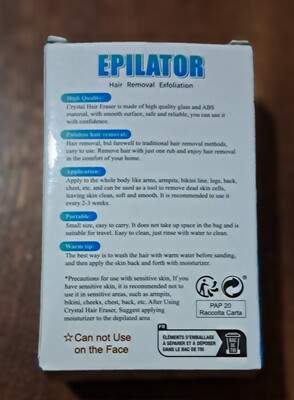 EPILATOR
Hair Removal Exfoliation
High Quality:
Crystal Hair Eraser is made of high quality glass and ABS
material, with smooth surface, safe and reliable, you can use it
with confidence.
Painless hair removal:
Hair removal, but farewell to traditional hair removal methods,
easy to use. Remove hair with just one rub and enjoy hair removal
in the comfort of your home.
Application:
Apply to the whole body like arms, armpits, bikini line, legs, back,
chest, etc. and can be used as a tool to remove dead skin cells,
leaving skin clean, soft and smooth. It is recommended to use it
every 2-3 weeks.
Portable:
Small size, easy to carry. It does not take up space in the bag and is
suitable for travel. Easy to clean, just rinse with water to clean.
Warm tip:
The best way is to wash the hair with warm water before sanding,
and then apply the skin back and forth with moisturizer.
*Precautions for use with sensitive skin, If you
have sensitive skin, it is recommended not to
use it in sensitive areas, such as armpits,
bikini, cheeks, chest, back, etc. After Using
Crystal Hair Eraser, Suggest applying
moisturizer to the depilated area
PAP 20
Raccolta Carta
☆Can not Use
on the Face
FR
ÉLÉMENTS D'EMBALLAGE
À SÉPARER ET À DÉPOSER
DANS LE BAC DE TRI